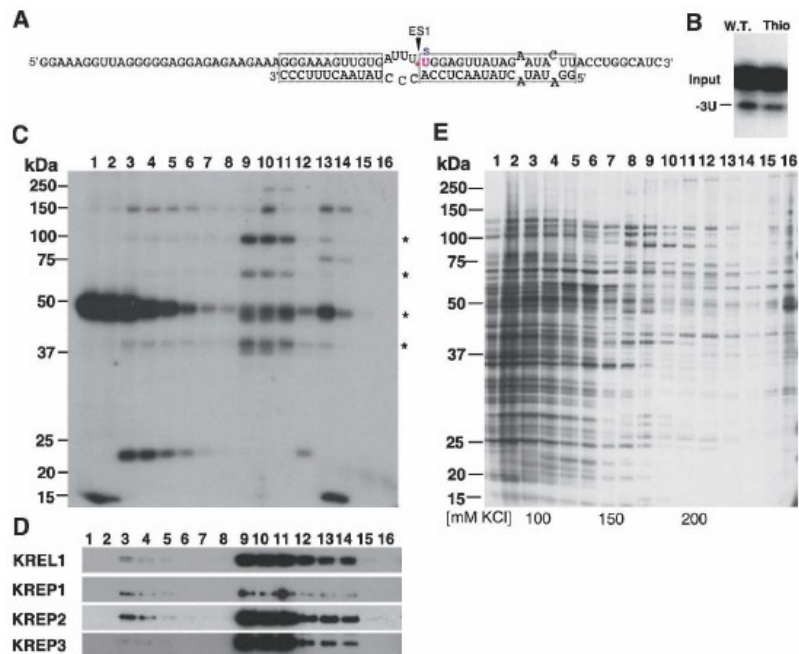 A
ES1
S
5'GGAAAGGUUAGGGGGAGGAGAGAAGAAAGGGAAAGUUGUGAUUUUGGAGUUAUAGAAUACUUACCUGGCAUC3'
3'CCCUUUCAAUAUCCCACCUCAAUAUCAUAUAGG5'
B
W.T. Thio
Input
-3U
C
kDa 1 2 3 4 5 6 7 8 9 10 11 12 13 14 15 16
250
150
100 *
75 *
50 *
37 *
25
20
15
D
1 2 3 4 5 6 7 8 9 10 11 12 13 14 15 16
KREL1
KREP1
KREP2
KREP3
E
kDa 1 2 3 4 5 6 7 8 9 10 11 12 13 14 15 16
250
150
100
75
50
37
25
20
15
[mM KCl] 100 150 200